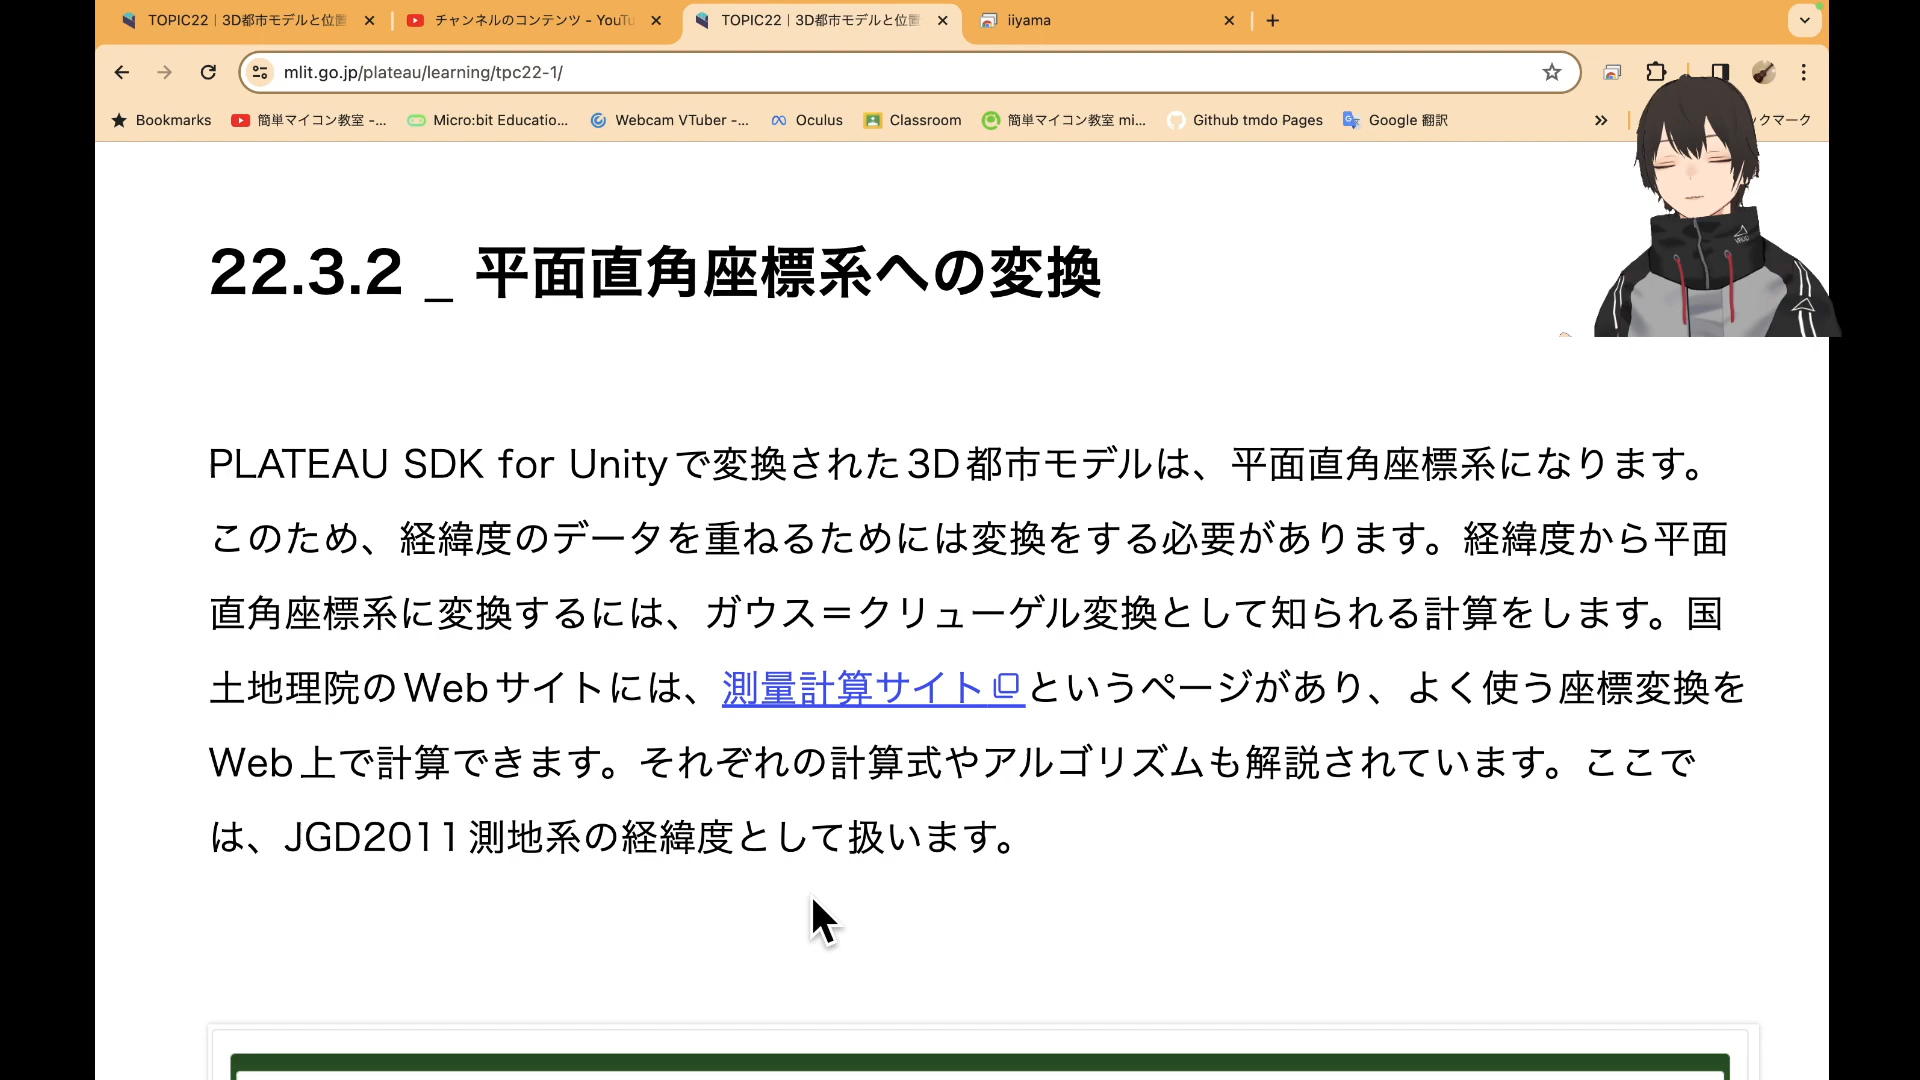 TOPIC22｜3D都市モデルと位置
チャンネルのコンテンツ - YouTu
TOPIC22｜3D都市モデルと位置
iiyama
mlit.go.jp/plateau/learning/tpc22-1/
Bookmarks
簡単マイコン教室 -...
Micro:bit Educatio...
Webcam VTuber -...
Oculus
Classroom
簡単マイコン教室 mi...
Github tmdo Pages
Google 翻訳
»
ックマーク
22.3.2 _ 平面直角座標系への変換
PLATEAU SDK for Unityで変換された3D都市モデルは、平面直角座標系になります。
このため、経緯度のデータを重ねるためには変換をする必要があります。経緯度から平面
直角座標系に変換するには、ガウス＝クリューゲル変換として知られる計算をします。国
土地理院のWebサイトには、測量計算サイトというページがあり、よく使う座標変換を
Web上で計算できます。それぞれの計算式やアルゴリズムも解説されています。ここで
は、JGD2011測地系の経緯度として扱います。